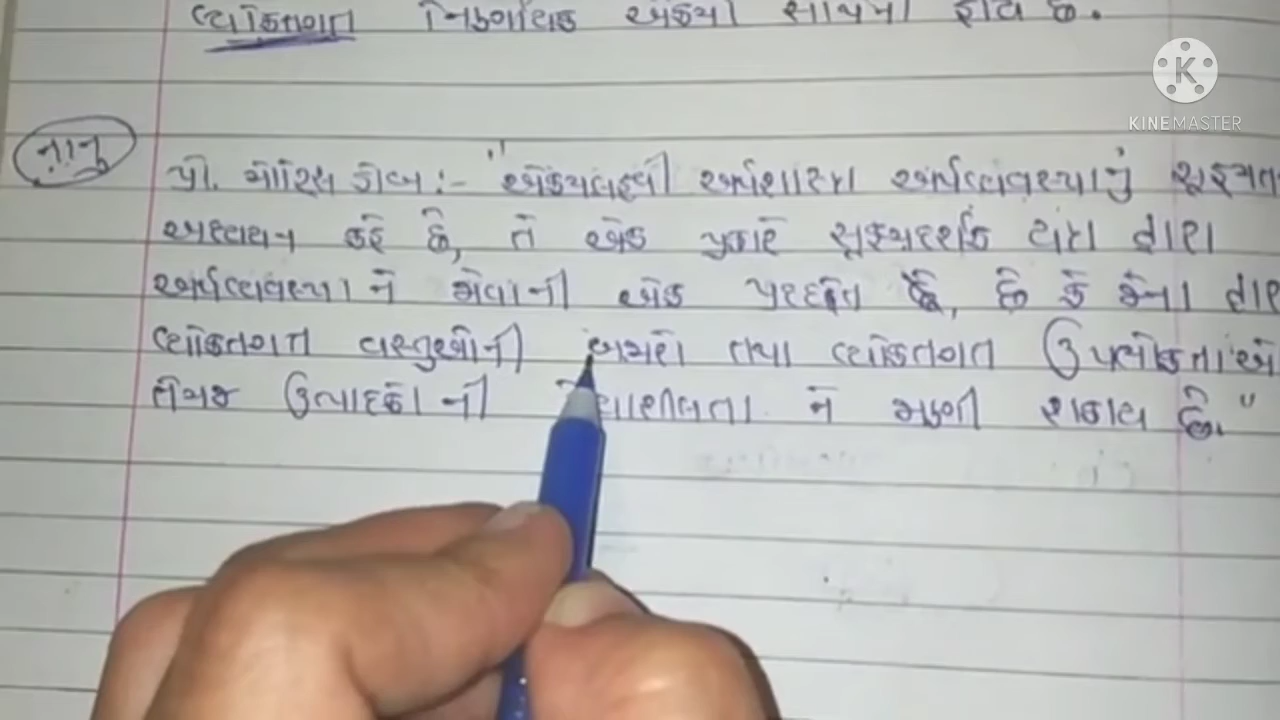 વ્યક્તિગત નિર્ણાયક એકમો સાથેનો હોય છે.
KINEMASTER
નાનુ
પ્રો. મોરિસ ડોબ :- "એકમલક્ષી અર્થશાસ્ત્ર અર્થવ્યવસ્થાનું સૂક્ષ્મત
અધ્યયન કરે છે, તે એક પ્રકારે સૂક્ષ્મદર્શક યંત્ર દ્વારા
અર્થવ્યવસ્થાને જોવાની એક પદ્ધતિ છે, છે કે જેના દ્વારા
વ્યક્તિગત વસ્તુઓની બજારો તથા વ્યક્તિગત ઉપભોક્તાઓ
તેમજ ઉત્પાદકોની ને જાણી શકાય છે."